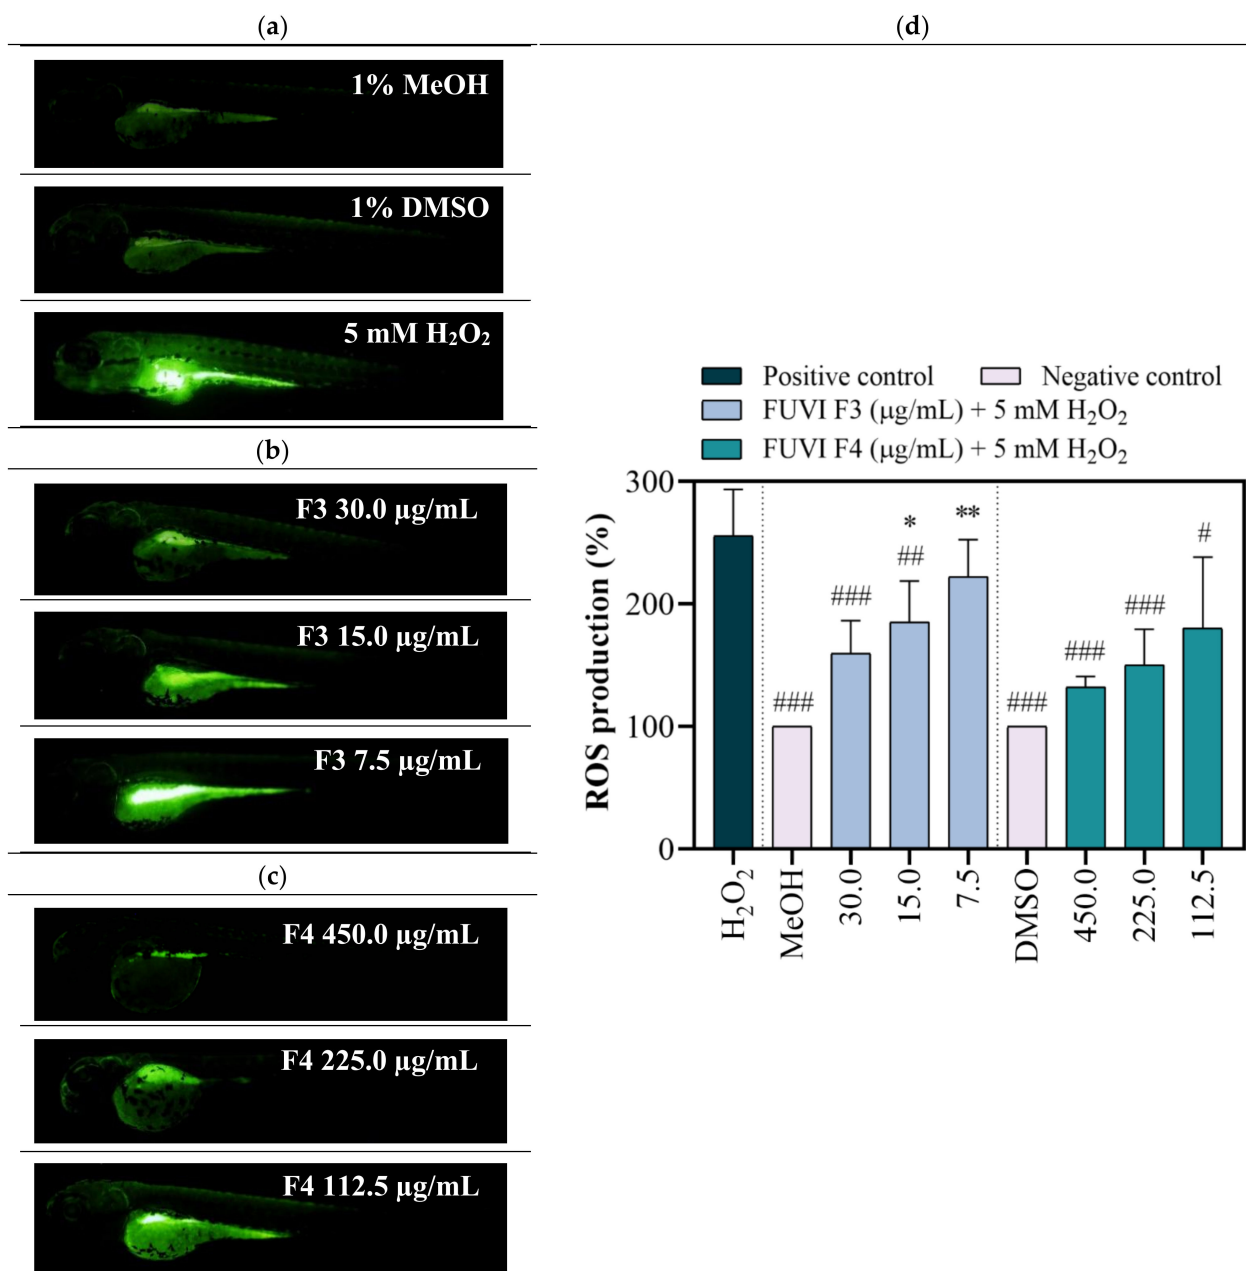 (a)
1% MeOH
1% DMSO
5 mM H₂O₂
(b)
F3 30.0 µg/mL
F3 15.0 µg/mL
F3 7.5 µg/mL
(c)
F4 450.0 µg/mL
F4 225.0 µg/mL
F4 112.5 µg/mL
(d)
Positive control
Negative control
FUVI F3 (µg/mL) + 5 mM H₂O₂
FUVI F4 (µg/mL) + 5 mM H₂O₂
ROS production (%)
300
200
100
0
###
###
*
##
**
###
###
###
#
H₂O₂
MeOH
30.0
15.0
7.5
DMSO
450.0
225.0
112.5